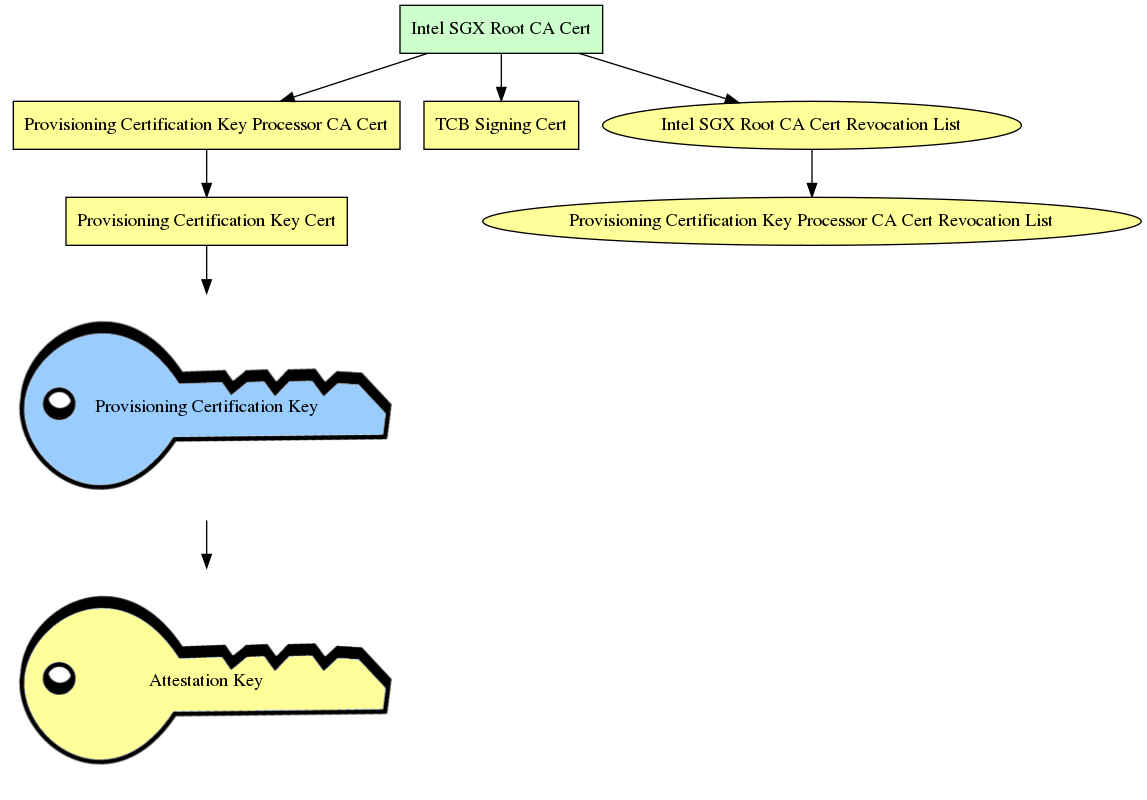 Intel SGX Root CA Cert
Provisioning Certification Key Processor CA Cert
TCB Signing Cert
Intel SGX Root CA Cert Revocation List
Provisioning Certification Key Cert
Provisioning Certification Key Processor CA Cert Revocation List
Provisioning Certification Key
Attestation Key